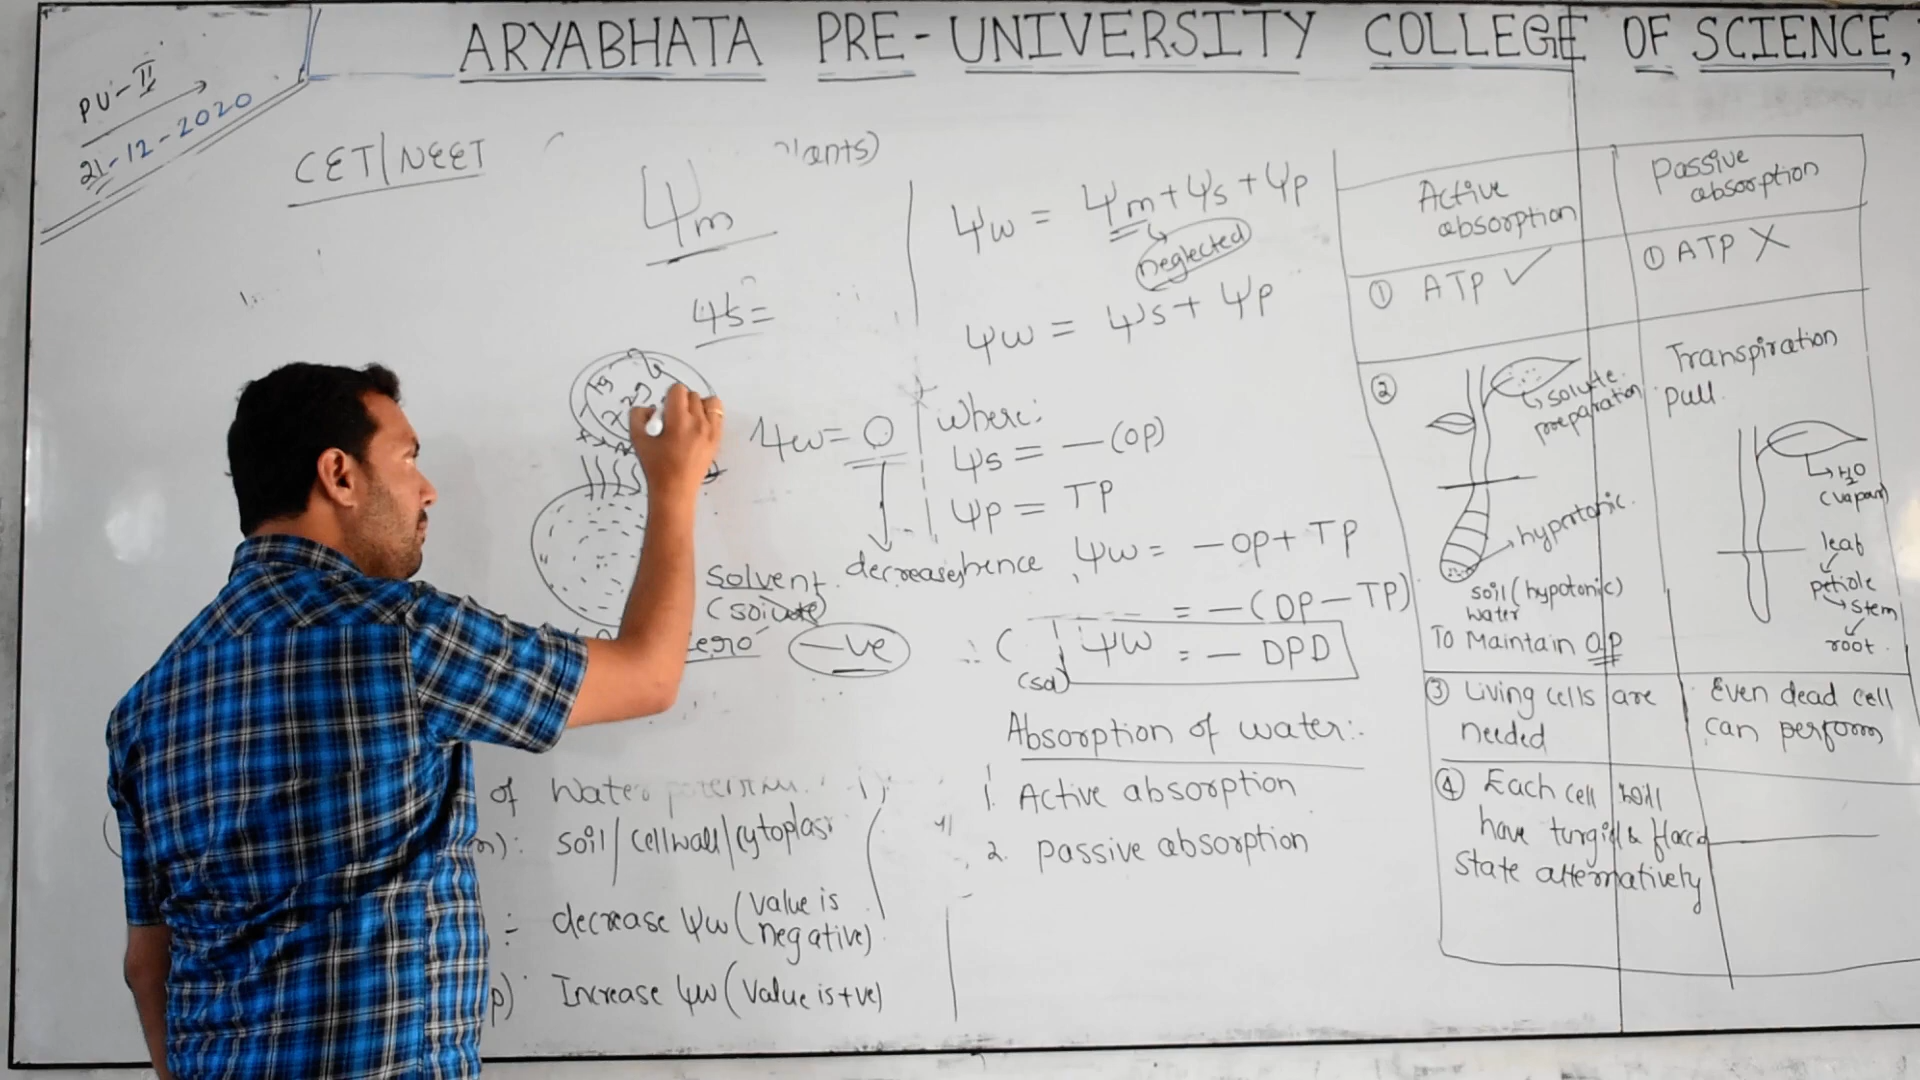 ARYABHATA PRE-UNIVERSITY COLLEGE OF SCIENCE,
PU-II
21-12-2020
CET/NEET
lants)
Ψm
Ψs =
Ψw = 0
Solvent decreases
(solute)
ero -ve
of Water
m): soil/cellwall/cytoplas
:- decrease Ψw (value is negative)
p): Increase Ψw (value is +ve)
Ψw = Ψm + Ψs + Ψp
neglected
Ψw = Ψs + Ψp
where:
Ψs = -(OP)
Ψp = TP
hence, Ψw = -OP + TP
= -(OP - TP)
∴ Ψw = - DPD
Absorption of water:-
1. Active absorption
2. passive absorption
Active absorption
Passive absorption
① ATP ✓
① ATP X
②
solute preparation
hypertonic
soil (hypotonic)
water
To Maintain OP
Transpiration pull
H2O
(vapour)
leaf
petiole
stem
root
③ Living cells are needed
Even dead cell can perform
④ Each cell will
have turgid & flaccid
state alternatively